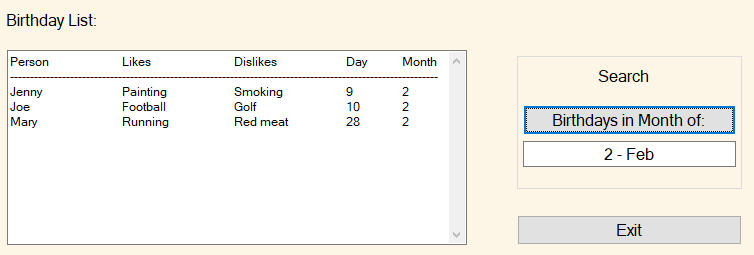 Birthday List:
Person Likes Dislikes Day Month
Jenny Painting Smoking 9 2
Joe Football Golf 10 2
Mary Running Red meat 28 2
Search
Birthdays in Month of:
2 - Feb
Exit